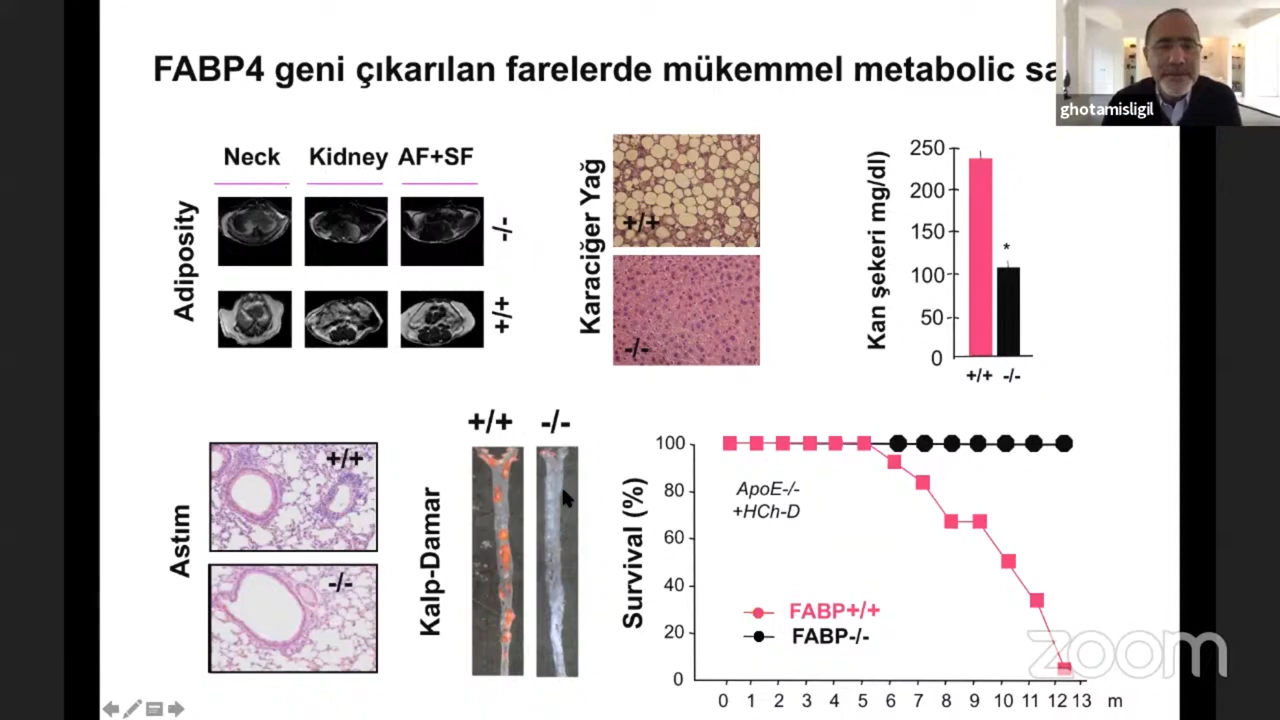 FABP4 geni çıkarılan farelerde mükemmel metabolic sa
ghotamisligil
Neck Kidney AF+SF
Adiposity
-/-
+/+
Karaciğer Yağ
+/+
-/-
Kan şekeri mg/dl)
250
200
150
100
50
0
*
+/+ -/-
Astım
+/+
-/-
Kalp-Damar
+/+ -/-
Survival (%)
100
80
60
40
20
0
ApoE-/-
+HCh-D
FABP+/+
FABP-/-
0 1 2 3 4 5 6 7 8 9 10 11 12 13 m
zoom